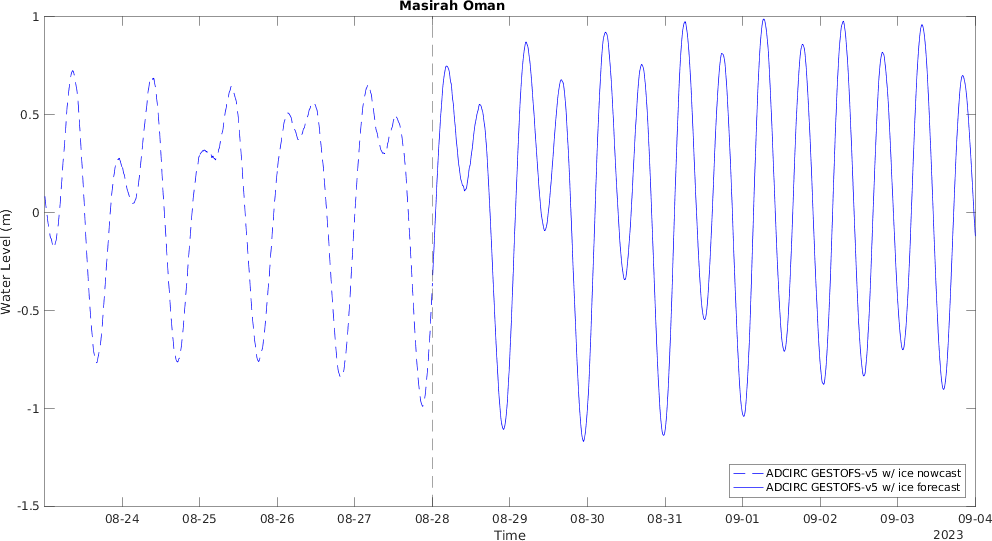 Masirah Oman
1
0.5
0
-0.5
-1
-1.5
Water Level (m)
ADCIRC GESTOFS-v5 w/ ice nowcast
ADCIRC GESTOFS-v5 w/ ice forecast
08-24 08-25 08-26 08-27 08-28 08-29 08-30 08-31 09-01 09-02 09-03 09-04
Time
2023